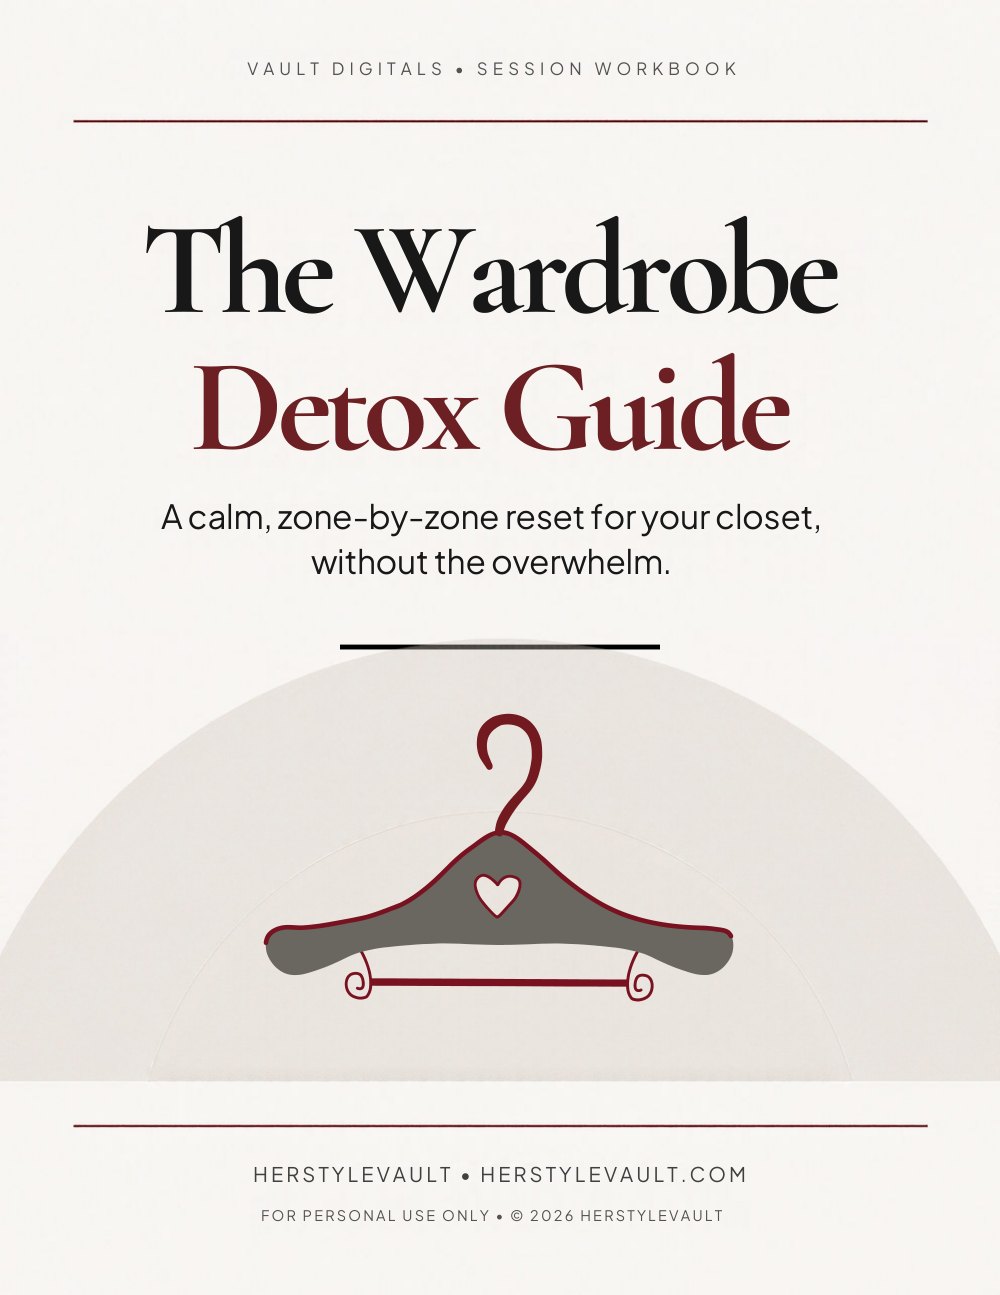 VAULT DIGITALS • SESSION WORKBOOK
The Wardrobe
Detox Guide
A calm, zone-by-zone reset for your closet,
without the overwhelm.
HERSTYLEVAULT • HERSTYLEVAULT.COM
FOR PERSONAL USE ONLY • © 2026 HERSTYLEVAULT